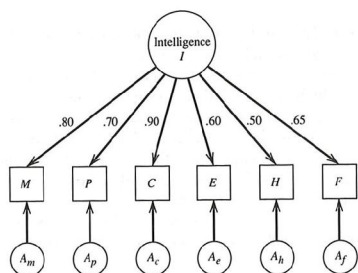 Intelligence
I
.80 .70 .90 .60 .50 .65
M P C E H F
Am Ap Ac Ae Ah Af